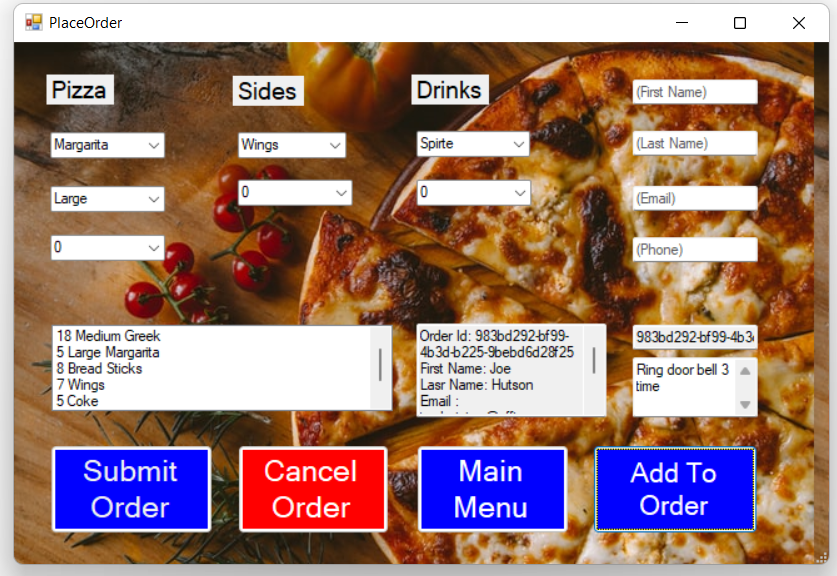 PlaceOrder
Pizza
Sides
Drinks
(First Name)
Margarita
Wings
Spirte
(Last Name)
Large
0
0
(Email)
0
(Phone)
18 Medium Greek
5 Large Margarita
8 Bread Sticks
7 Wings
5 Coke
Order Id: 983bd292-bf99-
4b3d-b225-9bebd6d28f25
First Name: Joe
Lasr Name: Hutson
Email :
983bd292-bf99-4b3
Ring door bell 3
time
Submit
Order
Cancel
Order
Main
Menu
Add To
Order